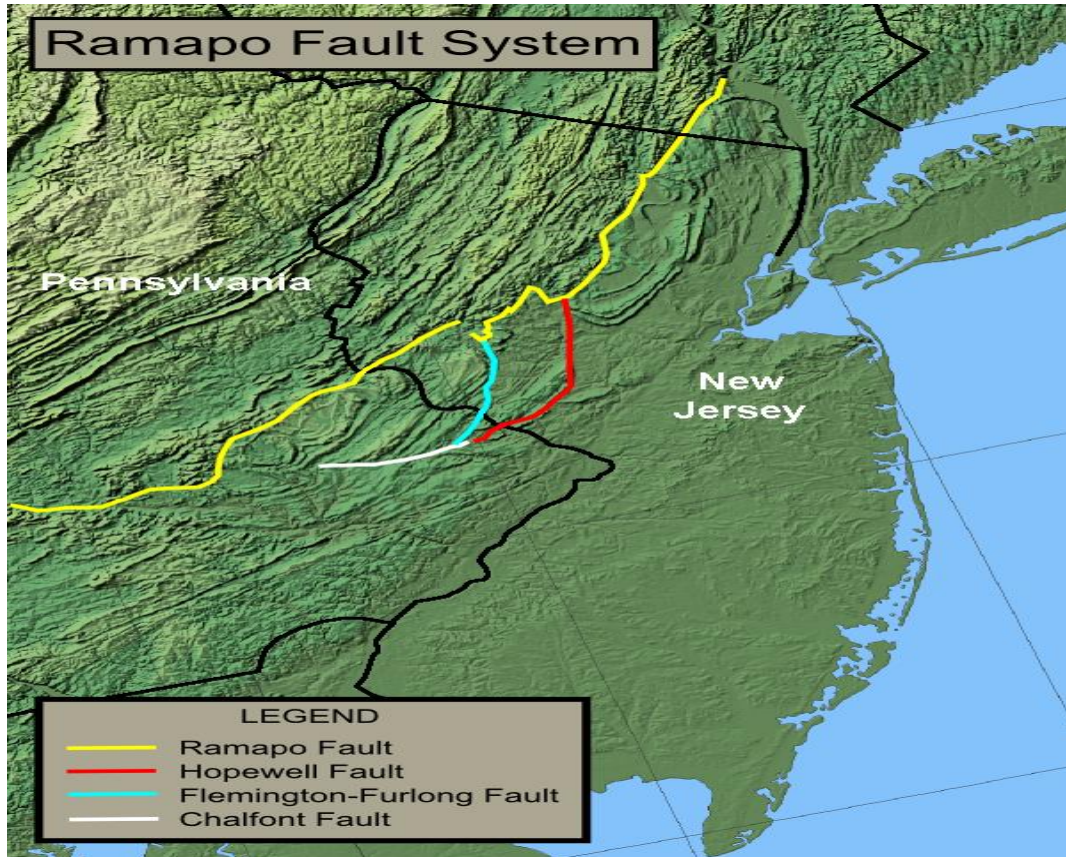 Ramapo Fault System
Pennsylvania
New
Jersey
LEGEND
Ramapo Fault
Hopewell Fault
Flemington-Furlong Fault
Chalfont Fault